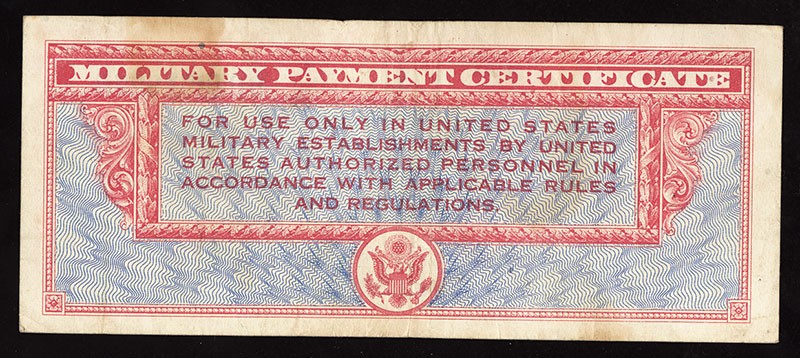 MILITARY PAYMENT CERTIFICATE
FOR USE ONLY IN UNITED STATES
MILITARY ESTABLISHMENTS BY UNITED
STATES AUTHORIZED PERSONNEL IN
ACCORDANCE WITH APPLICABLE RULES
AND REGULATIONS.